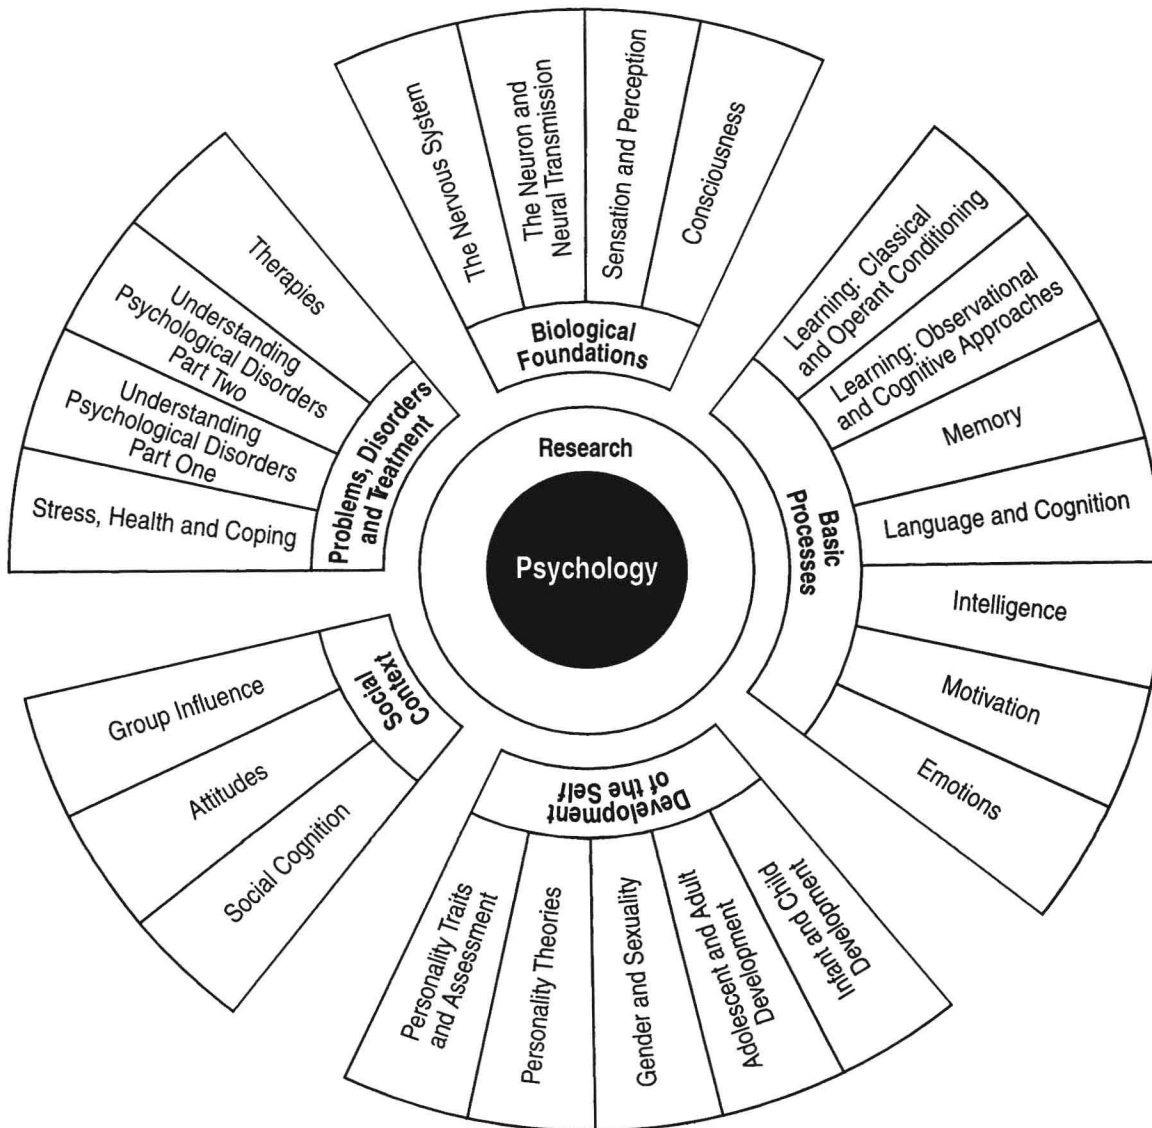 Psychology
Research
Biological
Foundations
The Nervous System
The Neuron and
Neural Transmission
Sensation and Perception
Consciousness
Basic
Processes
Learning: Classical
and Operant Conditioning
Learning: Observational
and Cognitive Approaches
Memory
Language and Cognition
Intelligence
Motivation
Emotions
Development
of the Self
Infant and Child
Development
Adolescent and Adult
Development
Gender and Sexuality
Personality Theories
Personality Traits
and Assessment
Social
Context
Social Cognition
Attitudes
Group Influence
Problems, Disorders
and Treatment
Stress, Health and Coping
Understanding
Psychological Disorders
Part One
Understanding
Psychological Disorders
Part Two
Therapies